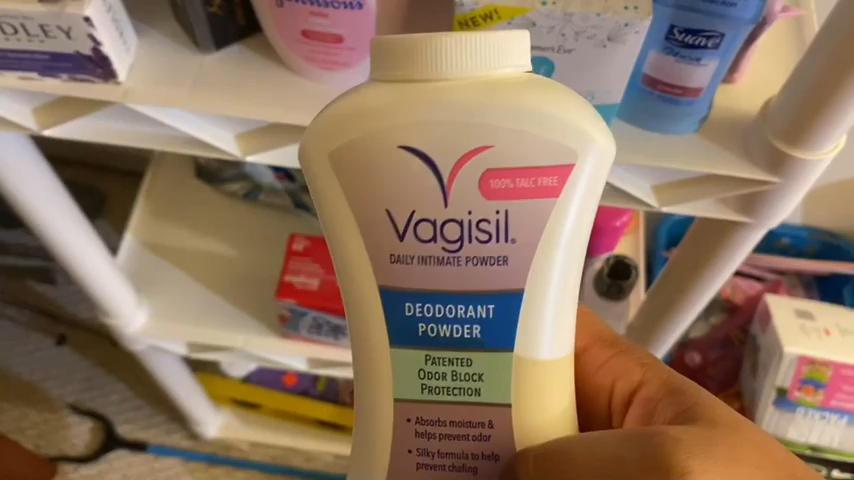 Johnson's
NEW!
Suave
100% TALC FREE
Vagisil
DAILY INTIMATE POWDER
DEODORANT
POWDER
PATENTED
ODOR BLOCK
PROTECTION
• Absorbs moisture &
helps prevent odor
• Silky formula to help
prevent chafing